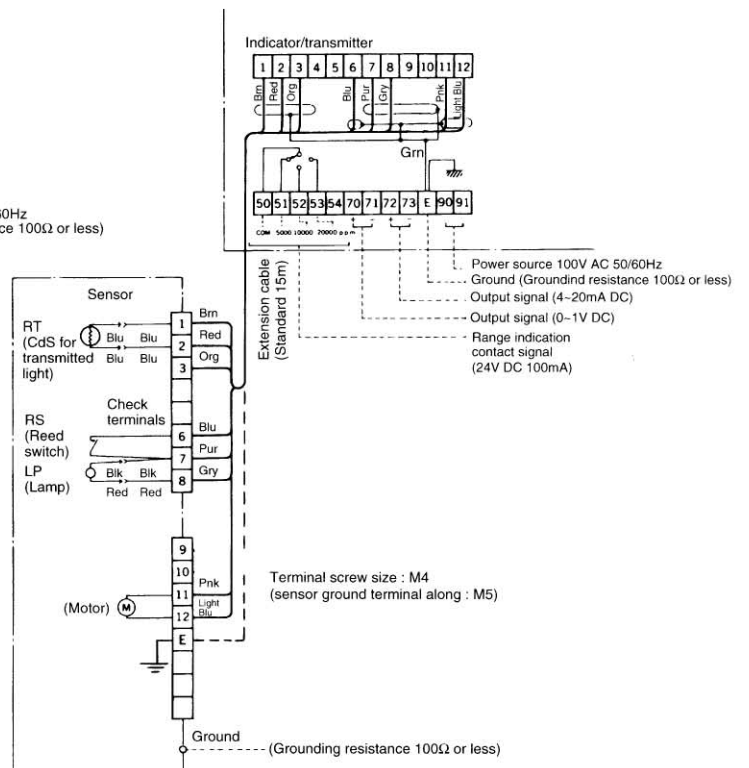 Indicator/transmitter
1 2 3 4 5 6 7 8 9 10 11 12
Brn Red Org Blu Pur Gry Pnk Light Blu
Grn
50 51 52 53 54 70 71 72 73 E 90 91
COM 5000 10000 20000 ppm
60Hz
ce 100Ω or less)
Power source 100V AC 50/60Hz
Ground (Groundind resistance 100Ω or less)
Output signal (4~20mA DC)
Output signal (0~1V DC)
Range indication
contact signal
(24V DC 100mA)
Extension cable
(Standard 15m)
Sensor
RT
(CdS for
transmitted
light)
Blu Blu
Blu Blu
1 Brn
2 Red
3 Org
Check
terminals
RS
(Reed
switch)
LP
(Lamp)
Blk Blk
Red Red
6 Blu
7 Pur
8 Gry
9
10
11 Pnk
12 Light
Blu
E
(Motor) M
Terminal screw size : M4
(sensor ground terminal along : M5)
Ground
(Grounding resistance 100Ω or less)